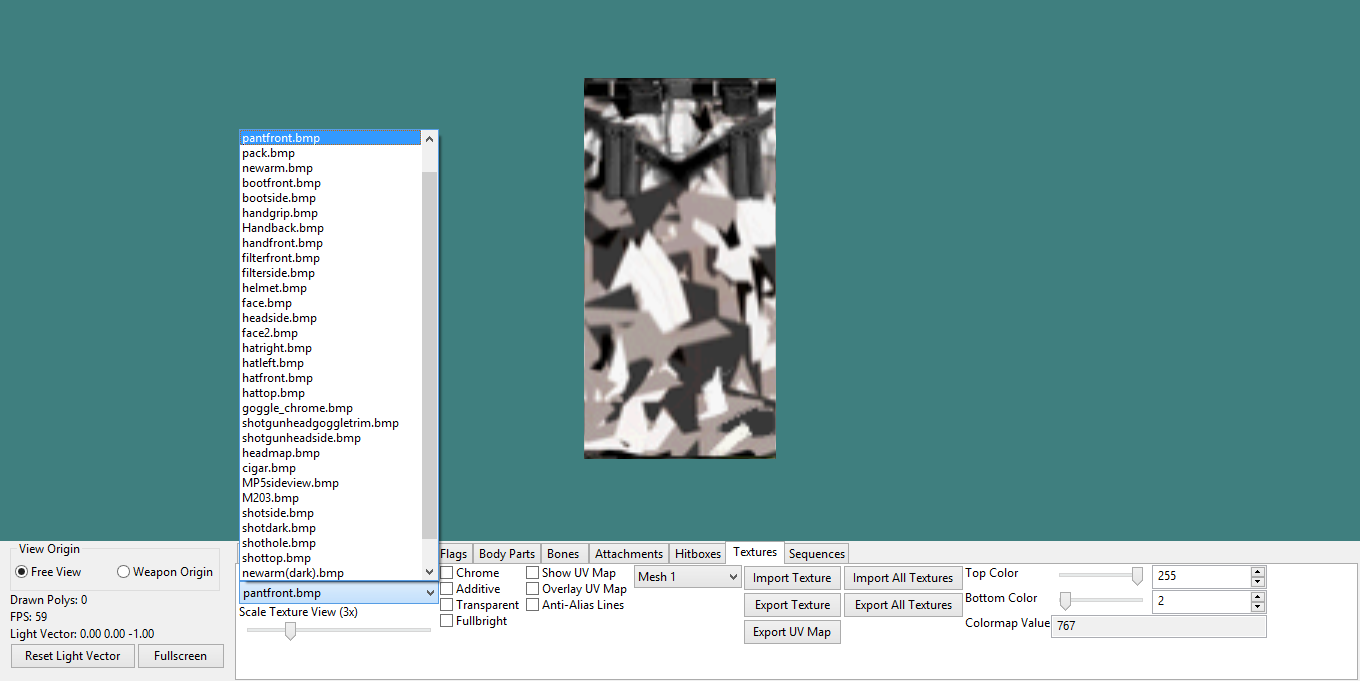 pantfront.bmp
pack.bmp
newarm.bmp
bootfront.bmp
bootside.bmp
handgrip.bmp
Handback.bmp
handfront.bmp
filterfront.bmp
filterside.bmp
helmet.bmp
face.bmp
headside.bmp
face2.bmp
hatright.bmp
hatleft.bmp
hatfront.bmp
hattop.bmp
goggle_chrome.bmp
shotgunheadgoggletrim.bmp
shotgunheadside.bmp
headmap.bmp
cigar.bmp
MP5sideview.bmp
M203.bmp
shotside.bmp
shotdark.bmp
shothole.bmp
shottop.bmp
newarm(dark).bmp
View Origin
Free View Weapon Origin
Drawn Polys: 0
FPS: 59
Light Vector: 0.00 0.00 -1.00
Reset Light Vector Fullscreen
Flags Body Parts Bones Attachments Hitboxes Textures Sequences
pantfront.bmp
Scale Texture View (3x)
Chrome
Additive
Transparent
Fullbright
Show UV Map
Overlay UV Map
Anti-Alias Lines
Mesh 1
Import Texture Import All Textures
Export Texture Export All Textures
Export UV Map
Top Color 255
Bottom Color 2
Colormap Value 767